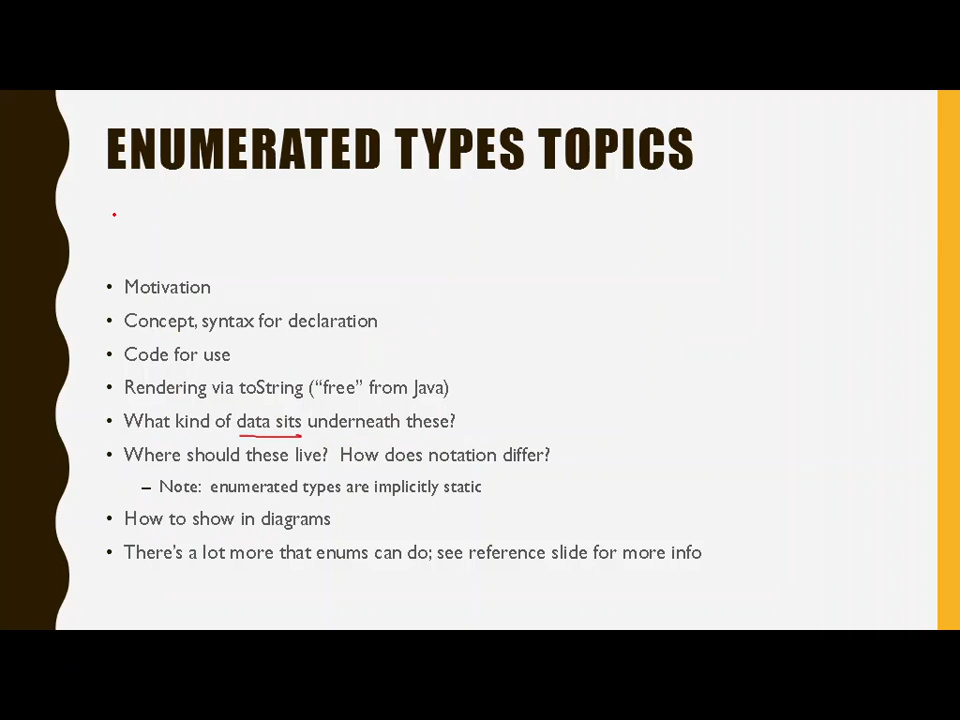 ENUMERATED TYPES TOPICS
• Motivation
• Concept, syntax for declaration
• Code for use
• Rendering via toString (“free” from Java)
• What kind of data sits underneath these?
• Where should these live? How does notation differ?
– Note: enumerated types are implicitly static
• How to show in diagrams
• There's a lot more that enums can do; see reference slide for more info